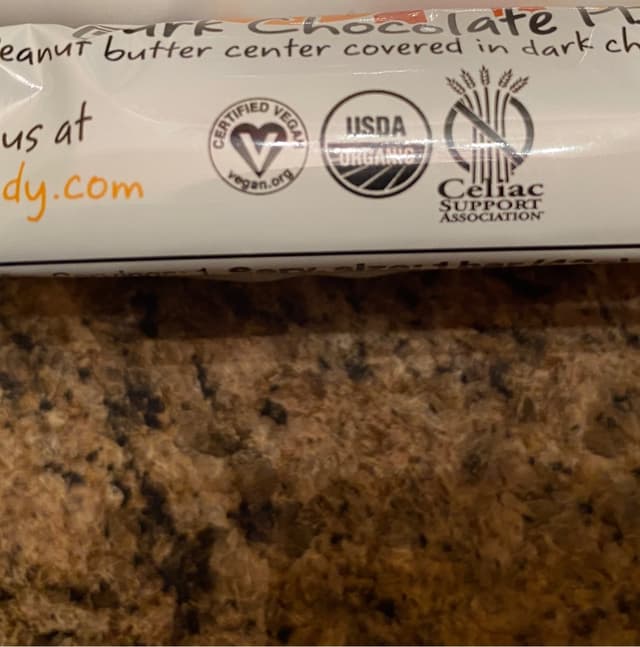 Dark Chocolate
eanut butter center covered in dark ch
us at
dy.com
CERTIFIED VEGAN
vegan.org
USDA
ORGANIC
Celiac
SUPPORT
ASSOCIATION